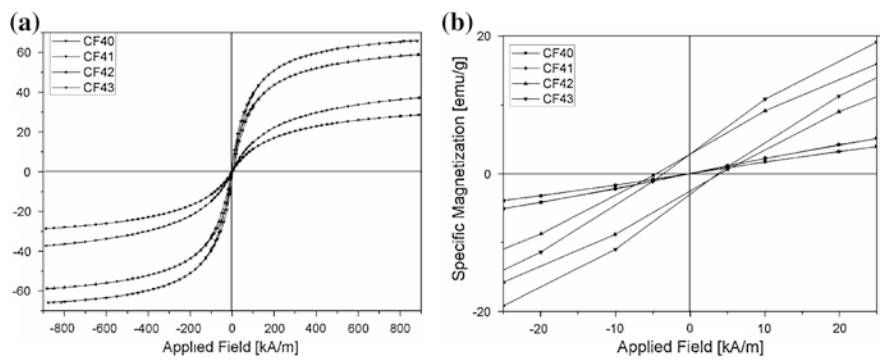 (a)
CF40
CF41
CF42
CF43
60
40
20
0
-20
-40
-60
-800 -600 -400 -200 0 200 400 600 800
Applied Field [kA/m]
(b)
CF40
CF41
CF42
CF43
Specific Magnetization [emu/g]
20
0
-20
-20 -10 0 10 20
Applied Field [kA/m]